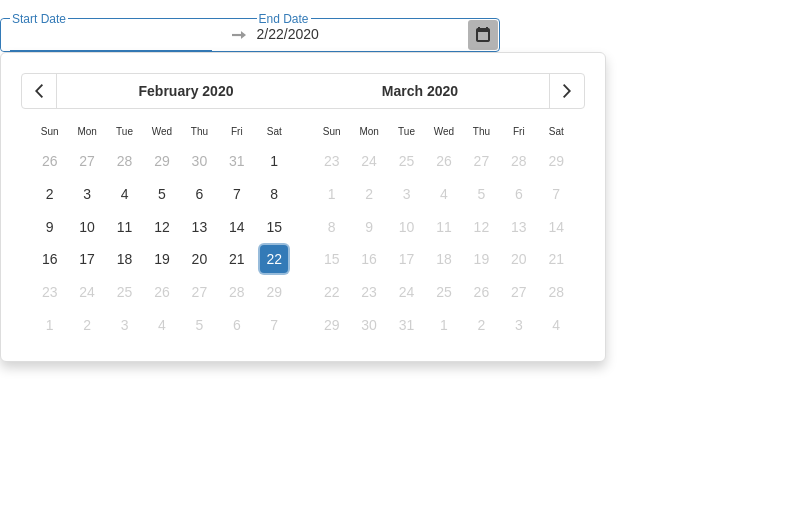 Start Date End Date
2/22/2020
February 2020 March 2020
Sun Mon Tue Wed Thu Fri Sat Sun Mon Tue Wed Thu Fri Sat
26 27 28 29 30 31 1 23 24 25 26 27 28 29
2 3 4 5 6 7 8 1 2 3 4 5 6 7
9 10 11 12 13 14 15 8 9 10 11 12 13 14
16 17 18 19 20 21 22 15 16 17 18 19 20 21
23 24 25 26 27 28 29 22 23 24 25 26 27 28
1 2 3 4 5 6 7 29 30 31 1 2 3 4